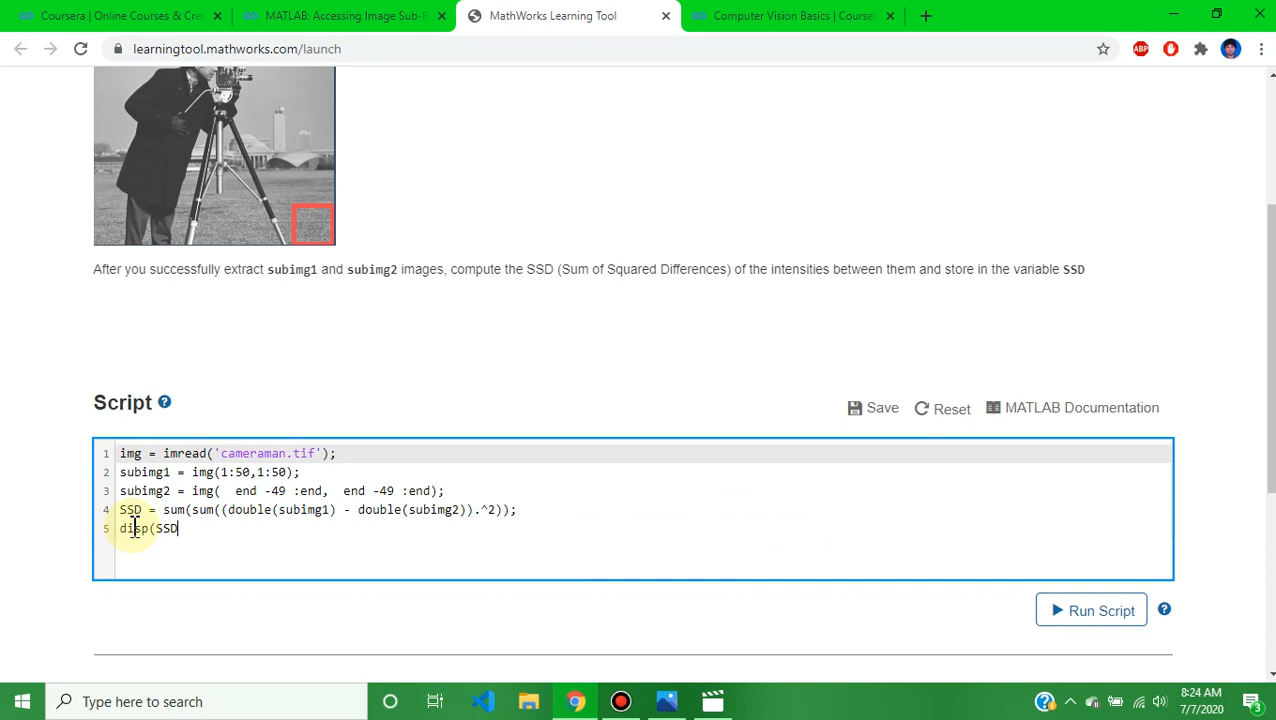 Coursera | Online Courses & Cre
MATLAB: Accessing Image Sub-R
MathWorks Learning Tool
Computer Vision Basics | Course
learningtool.mathworks.com/launch
ABP
After you successfully extract subimg1 and subimg2 images, compute the SSD (Sum of Squared Differences) of the intensities between them and store in the variable SSD
Script
Save
Reset
MATLAB Documentation
1 img = imread('cameraman.tif');
2 subimg1 = img(1:50,1:50);
3 subimg2 = img(  end -49 :end,  end -49 :end);
4 SSD = sum(sum((double(subimg1) - double(subimg2)).^2));
5 disp(SSD
Run Script
Type here to search
8:24 AM
7/7/2020
3